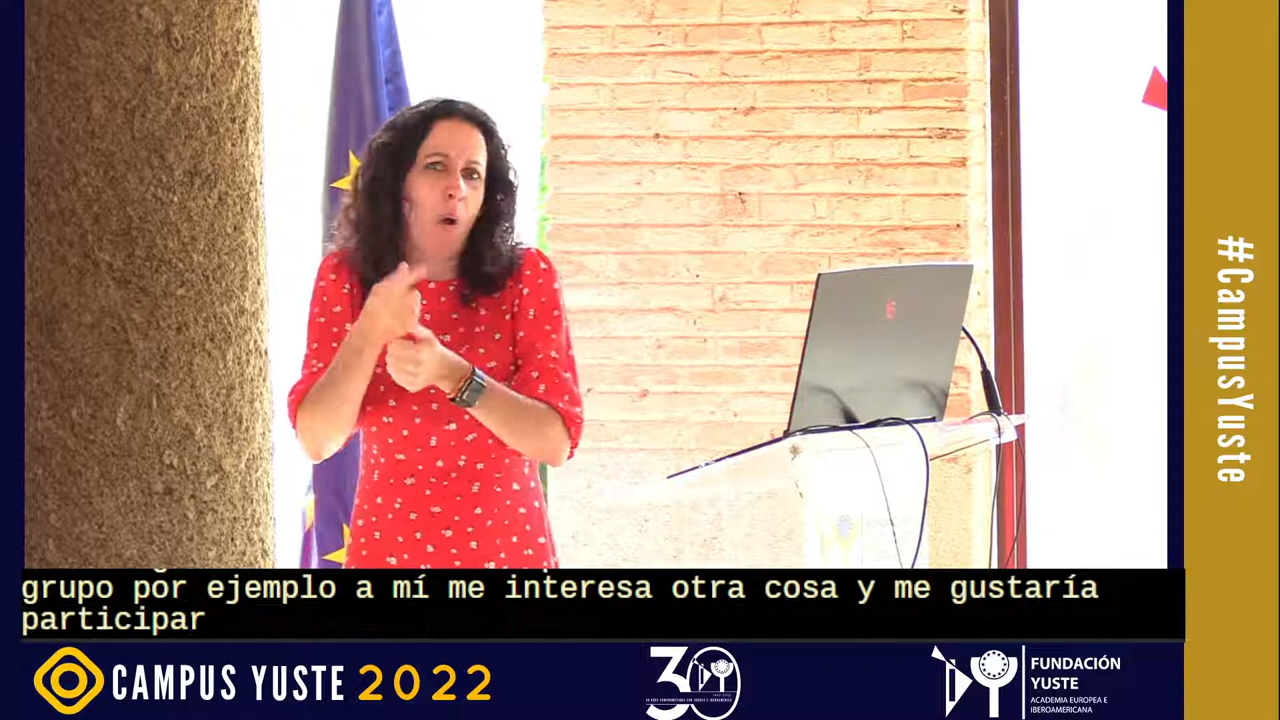 grupo por ejemplo a mí me interesa otra cosa y me gustaría
participar
#CampusYuste
CAMPUS YUSTE 2022
30
FUNDACIÓN
YUSTE
ACADEMIA EUROPEA E
IBEROAMERICANA